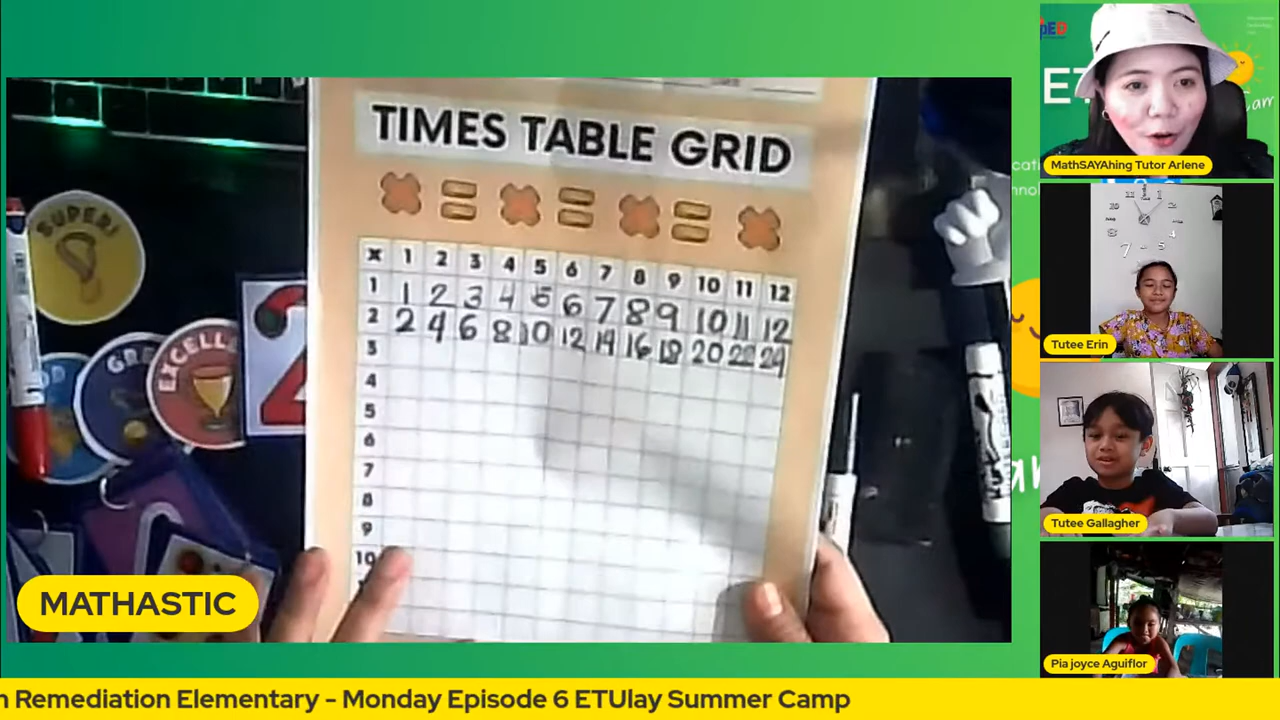 TIMES TABLE GRID
x 1 2 3 4 5 6 7 8 9 10 11 12
1 1 2 3 4 5 6 7 8 9 10 11 12
2 2 4 6 8 10 12 14 16 18 20 22 24
3
4
5
6
7
8
9
10
SUPER!
EXCELL
2
MATHASTIC
MathSAYAhing Tutor Arlene
Tutee Erin
Tutee Gallagher
Pia joyce Aguiflor
n Remediation Elementary - Monday Episode 6 ETUlay Summer Camp